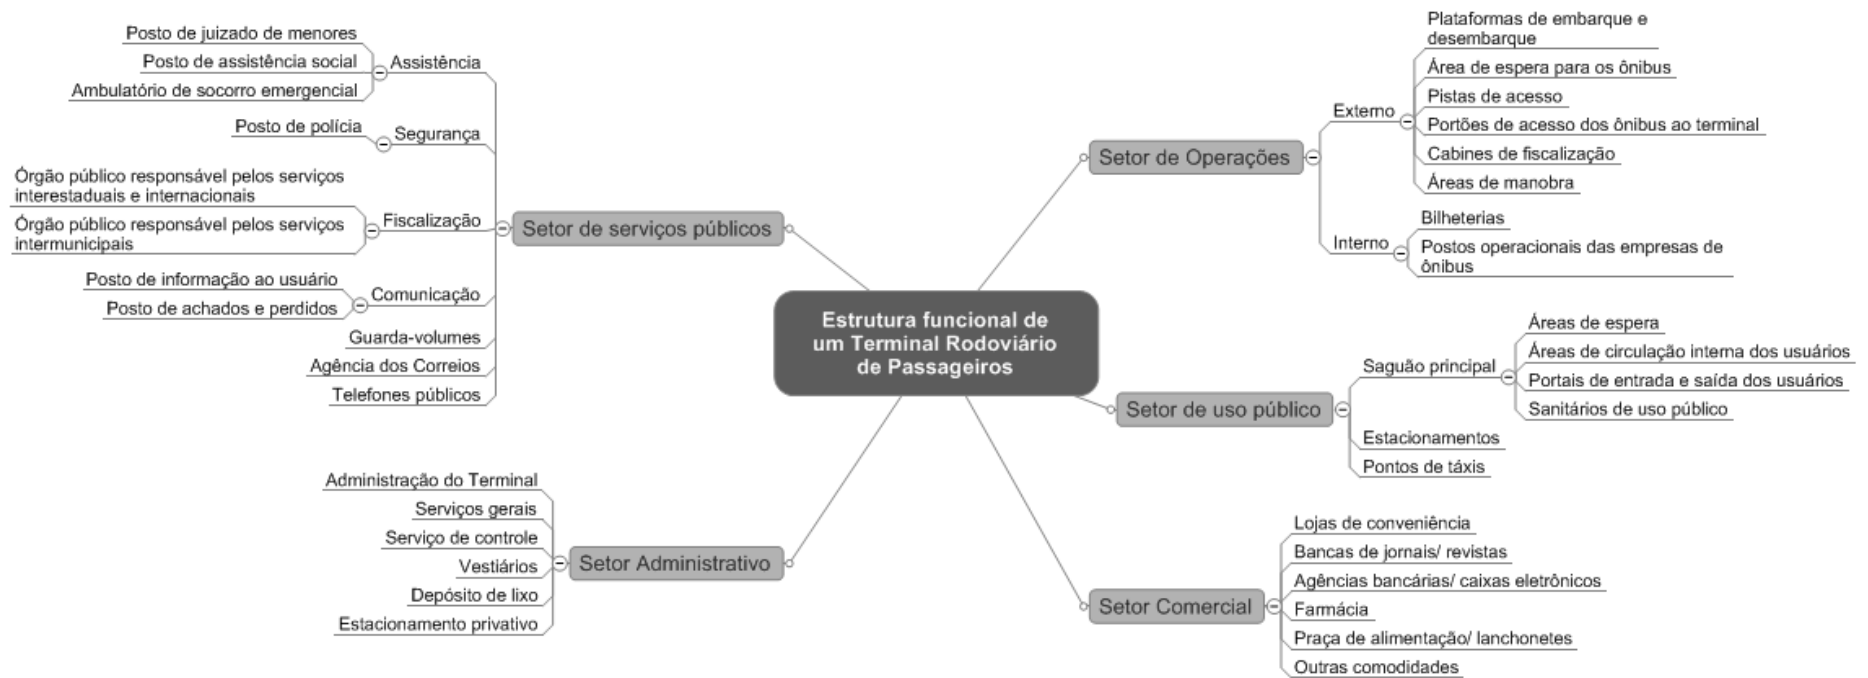 Estrutura funcional de
um Terminal Rodoviário
de Passageiros
Setor de serviços públicos
Assistência
Posto de juizado de menores
Posto de assistência social
Ambulatório de socorro emergencial
Segurança
Posto de polícia
Fiscalização
Órgão público responsável pelos serviços
interestaduais e internacionais
Órgão público responsável pelos serviços
intermunicipais
Comunicação
Posto de informação ao usuário
Posto de achados e perdidos
Guarda-volumes
Agência dos Correios
Telefones públicos
Setor Administrativo
Administração do Terminal
Serviços gerais
Serviço de controle
Vestiários
Depósito de lixo
Estacionamento privativo
Setor de Operações
Externo
Plataformas de embarque e
desembarque
Área de espera para os ônibus
Pistas de acesso
Portões de acesso dos ônibus ao terminal
Cabines de fiscalização
Áreas de manobra
Interno
Bilheterias
Postos operacionais das empresas de
ônibus
Setor de uso público
Saguão principal
Áreas de espera
Áreas de circulação interna dos usuários
Portais de entrada e saída dos usuários
Sanitários de uso público
Estacionamentos
Pontos de táxis
Setor Comercial
Lojas de conveniência
Bancas de jornais/ revistas
Agências bancárias/ caixas eletrônicos
Farmácia
Praça de alimentação/ lanchonetes
Outras comodidades